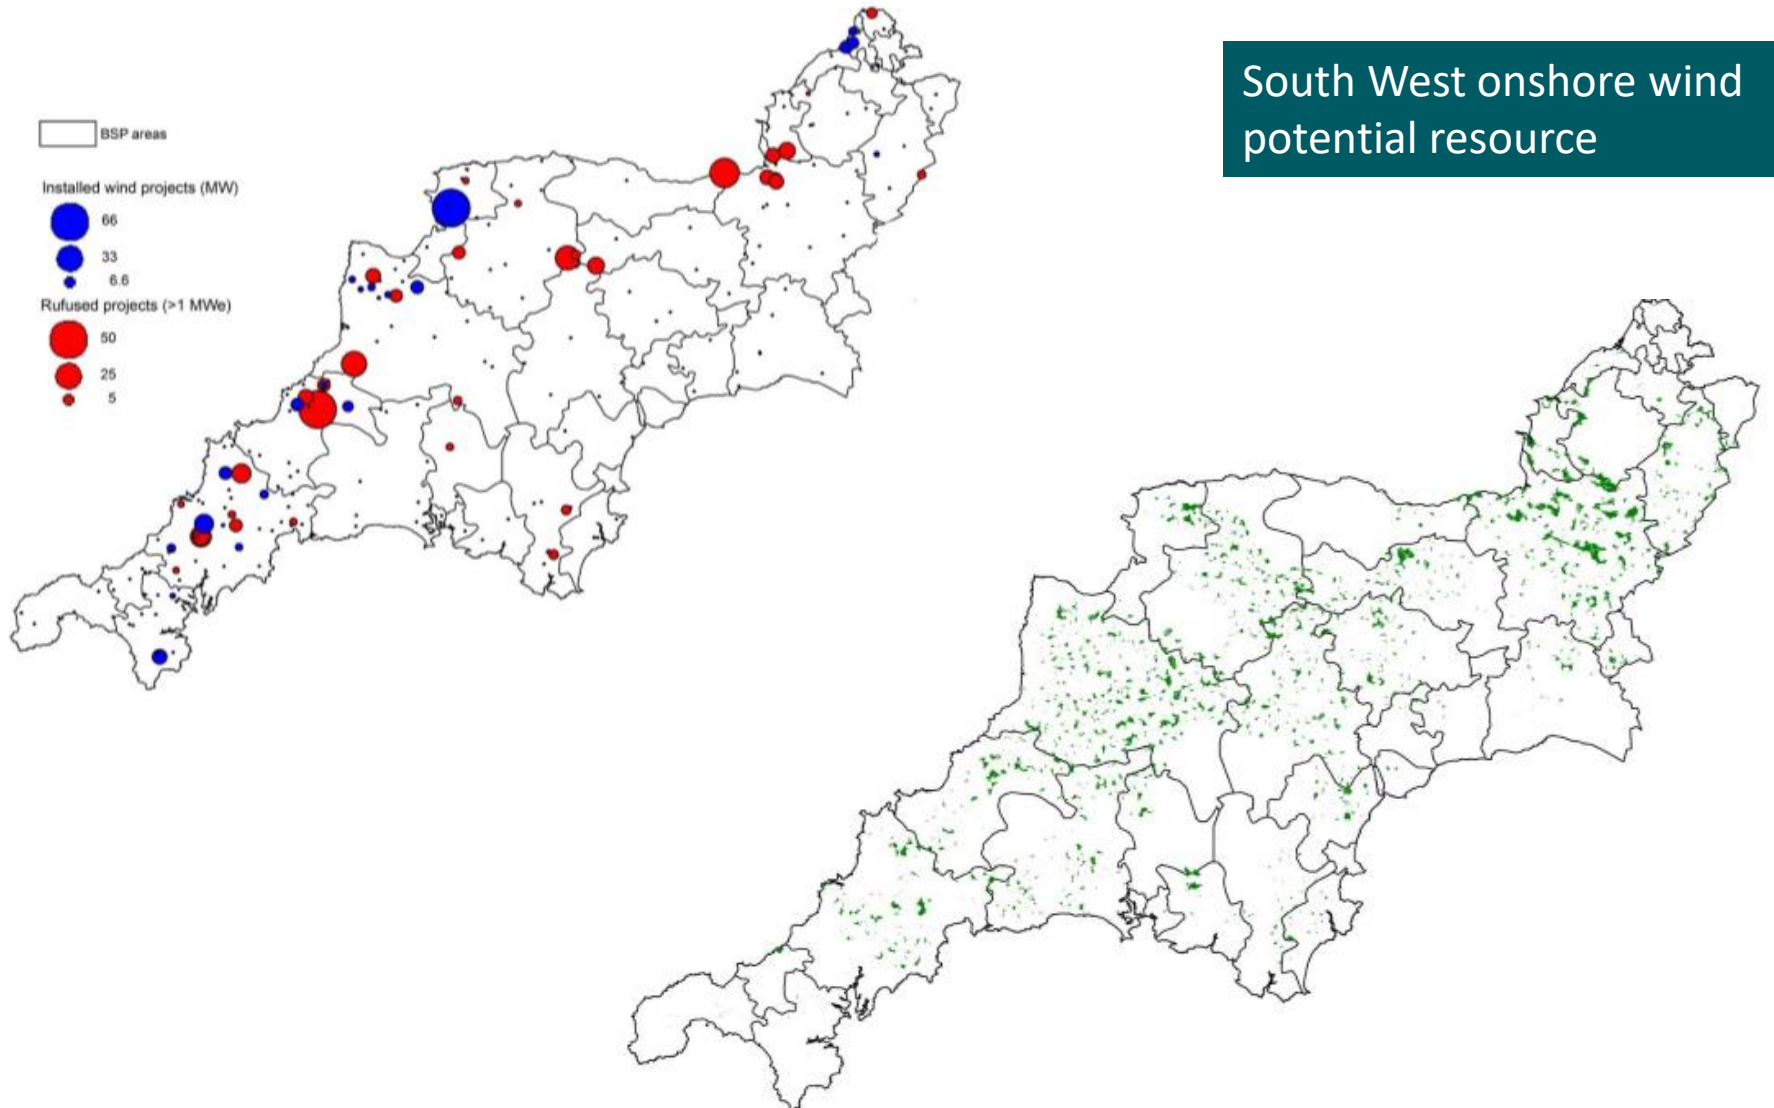 South West onshore wind
potential resource
BSP areas
Installed wind projects (MW)
66
33
6.6
Rufused projects (>1 MWe)
50
25
5